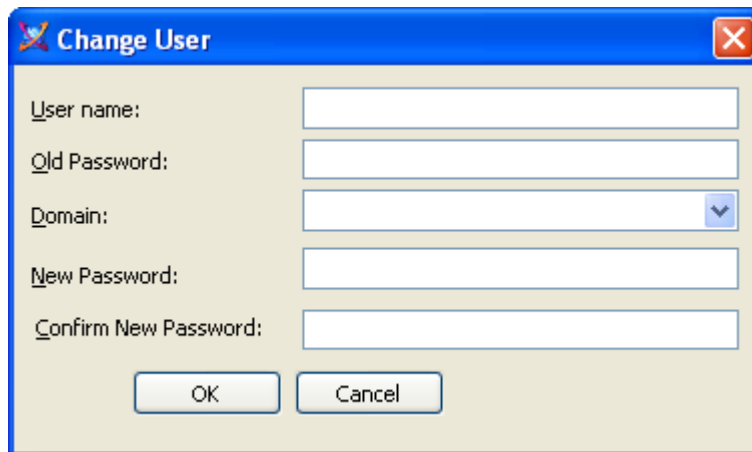 Change User
User name:
Old Password:
Domain:
New Password:
Confirm New Password:
OK Cancel